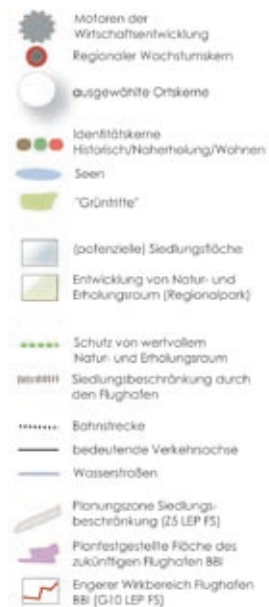 Motoren der
Wirtschaftsentwicklung
Regionaler Wachstumskern
ausgewählte Ortskerne
Identitätskerne
Historisch/Naherholung/Wohnen
Seen
"Grüntritte"
(potenzielle) Siedlungsfläche
Entwicklung von Natur- und
Erholungsraum (Regionalpark)
Schutz von wertvollem
Natur- und Erholungsraum
Siedlungsbeschränkung durch
den Flughafen
Bahnstrecke
bedeutende Verkehrsachse
Wasserstraßen
Planungszone Siedlungs-
beschränkung (Z5 LEP FS)
Planfestgestellte Fläche des
zukünftigen Flughafen BBI
Engerer Wirkbereich Flughafen
BBI (G10 LEP FS)